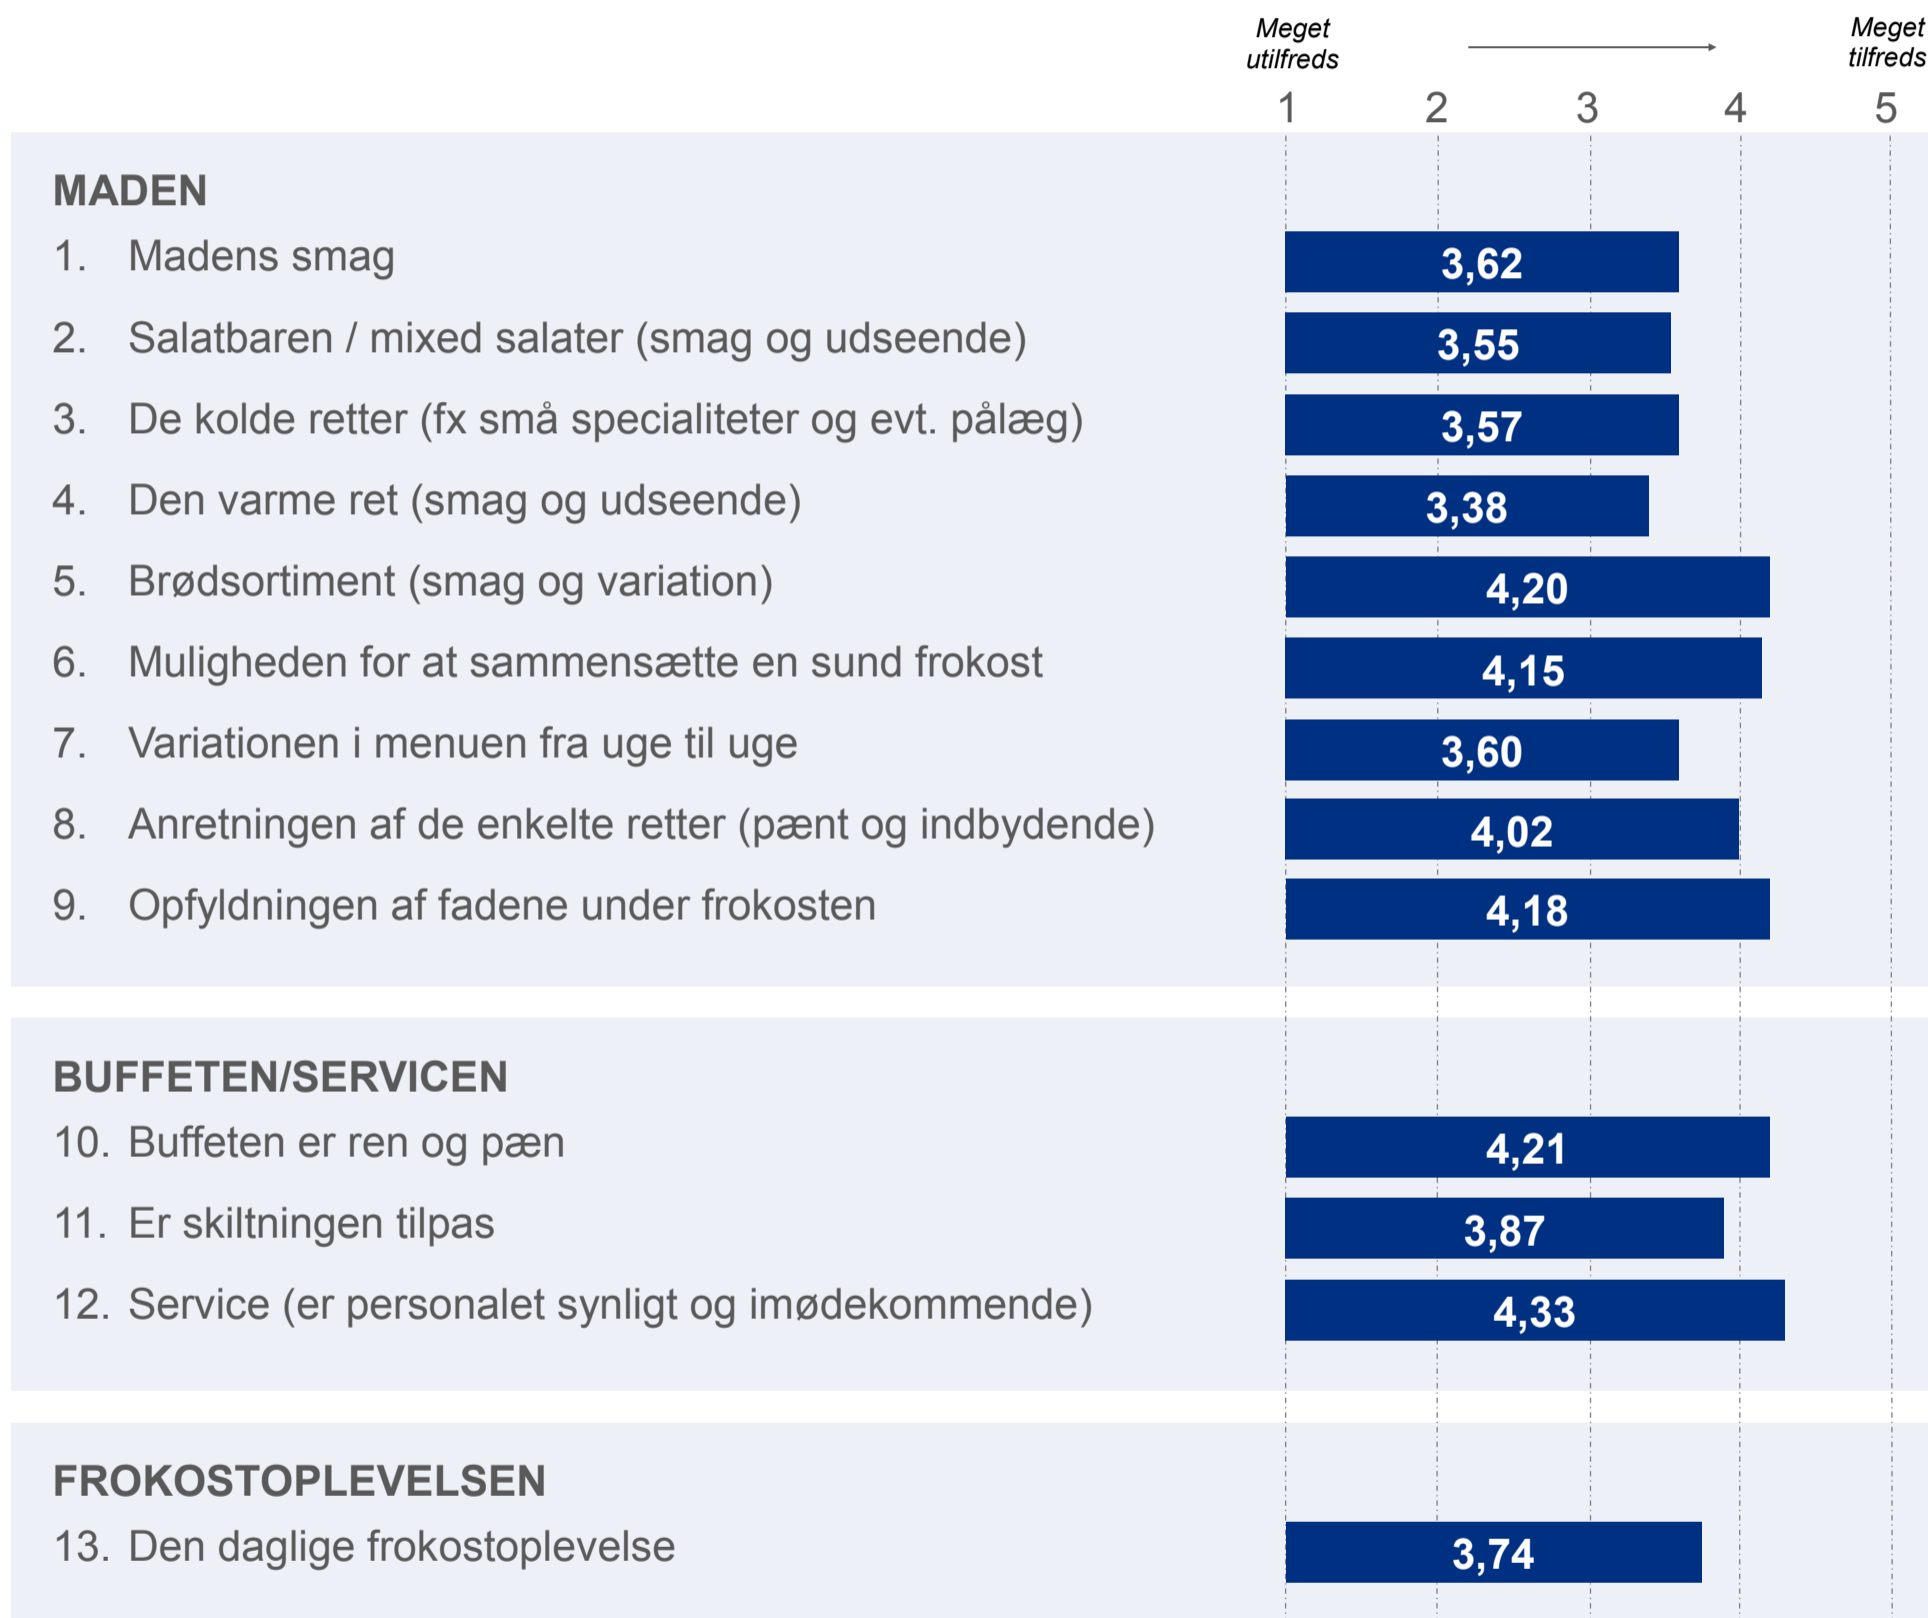 Meget
utilfreds
Meget
tilfreds
1 2 3 4 5
MADEN
1. Madens smag 3,62
2. Salatbaren / mixed salater (smag og udseende) 3,55
3. De kolde retter (fx små specialiteter og evt. pålæg) 3,57
4. Den varme ret (smag og udseende) 3,38
5. Brødsortiment (smag og variation) 4,20
6. Muligheden for at sammensætte en sund frokost 4,15
7. Variationen i menuen fra uge til uge 3,60
8. Anretningen af de enkelte retter (pænt og indbydende) 4,02
9. Opfyldningen af fadene under frokosten 4,18
BUFFETEN/SERVICEN
10. Buffeten er ren og pæn 4,21
11. Er skiltningen tilpas 3,87
12. Service (er personalet synligt og imødekommende) 4,33
FROKOSTOPLEVELSEN
13. Den daglige frokostoplevelse 3,74